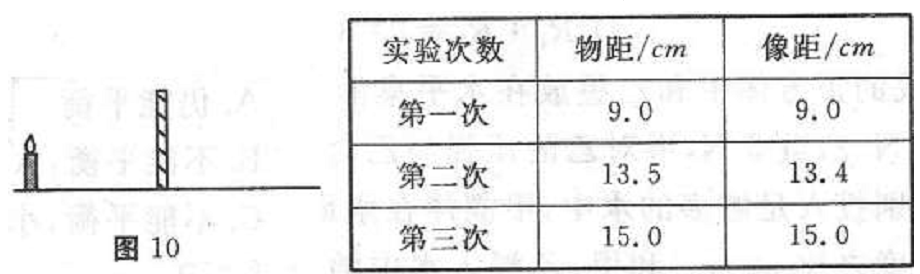 图 10
实验次数 物距/cm 像距/cm
第一次 9.0 9.0
第二次 13.5 13.4
第三次 15.0 15.0